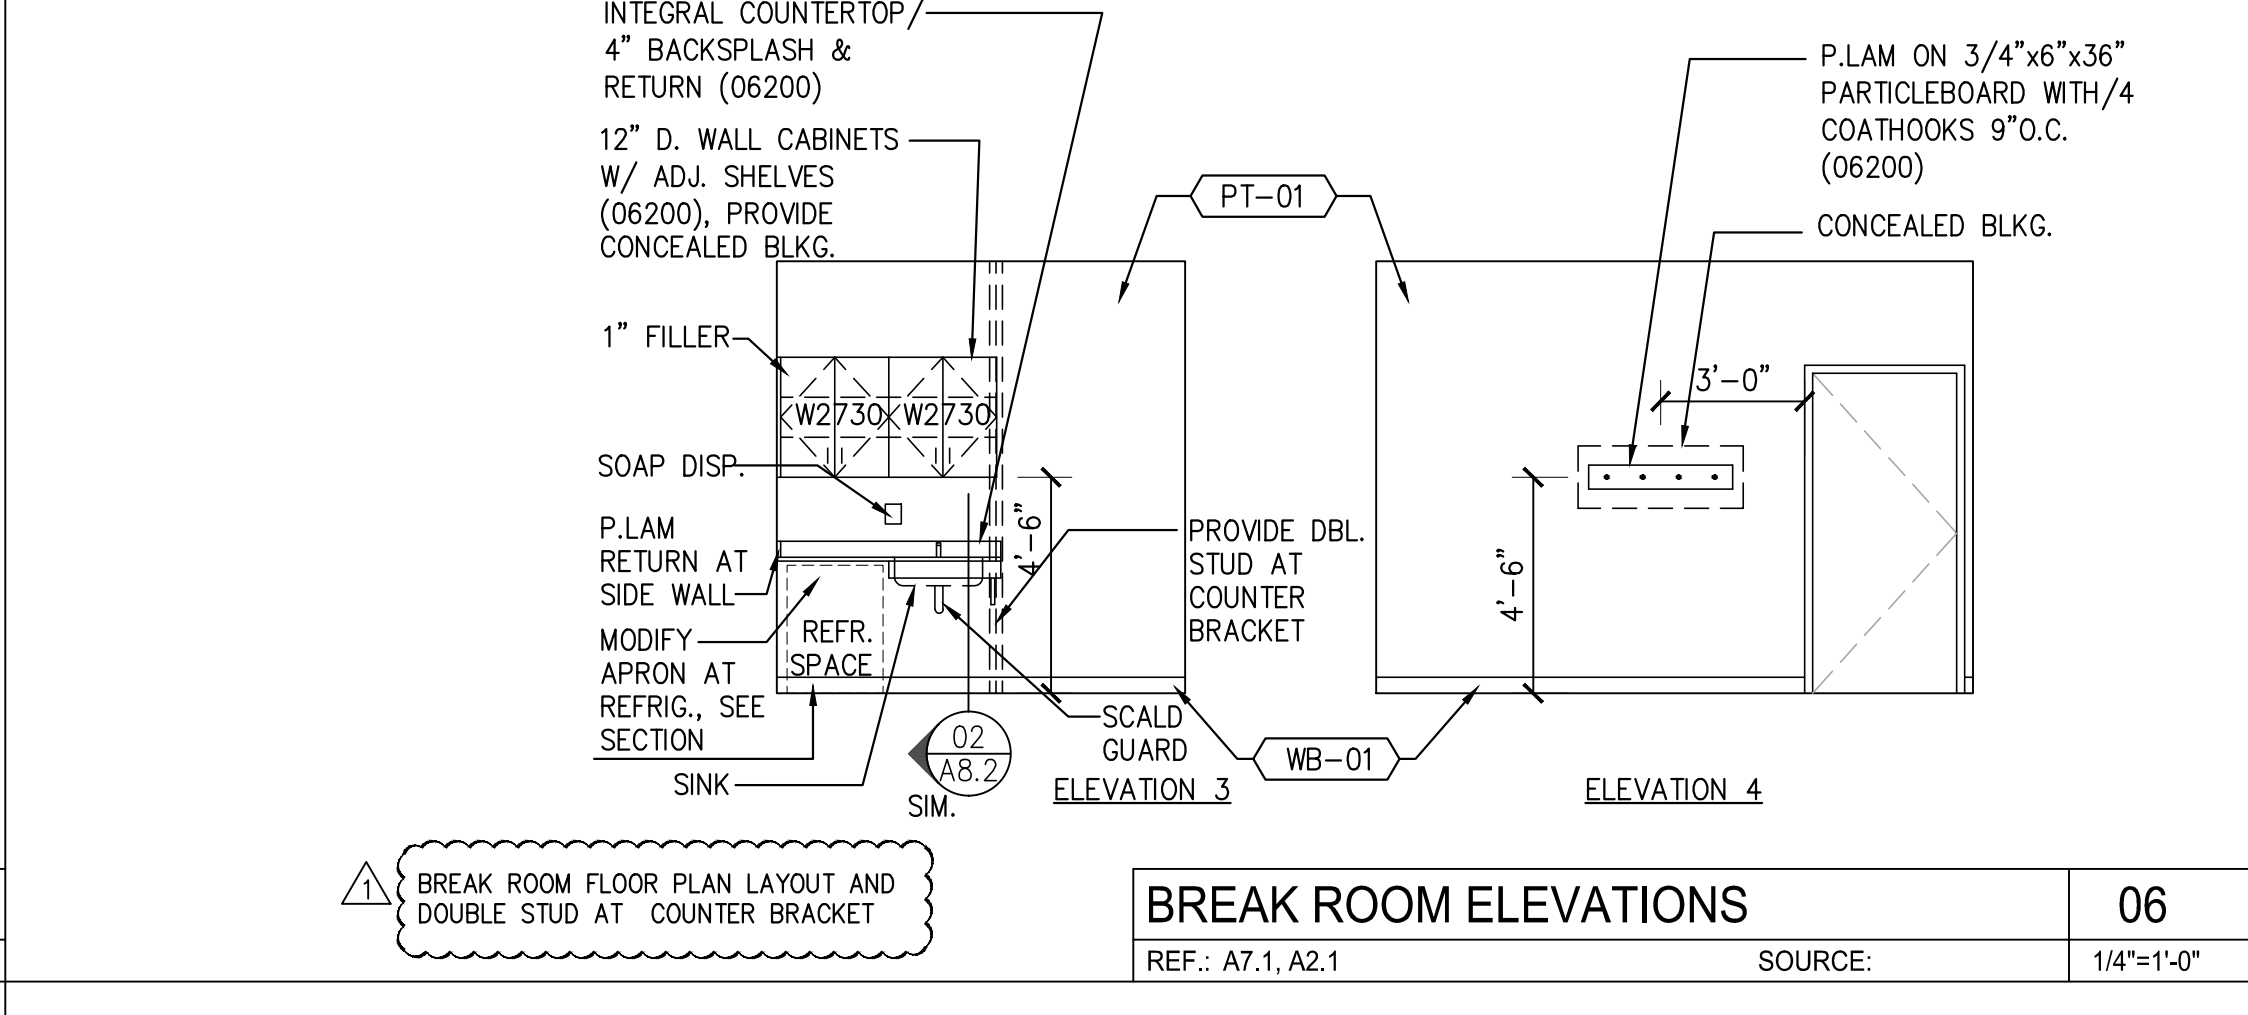 INTEGRAL COUNTERTOP/
4” BACKSPLASH &
RETURN (06200)
12” D. WALL CABINETS
W/ ADJ. SHELVES
(06200), PROVIDE
CONCEALED BLKG.
1” FILLER
SOAP DISP.
P.LAM
RETURN AT
SIDE WALL
MODIFY
APRON AT
REFRIG., SEE
SECTION
SINK
W2730
W2730
REFR.
SPACE
4'-6”
02
A8.2
SIM.
SCALD
GUARD
PROVIDE DBL.
STUD AT
COUNTER
BRACKET
PT-01
WB-01
ELEVATION 3
P.LAM ON 3/4”x6”x36”
PARTICLEBOARD WITH/4
COATHOOKS 9”O.C.
(06200)
CONCEALED BLKG.
3'-0”
4'-6”
ELEVATION 4
1
BREAK ROOM FLOOR PLAN LAYOUT AND
DOUBLE STUD AT COUNTER BRACKET
BREAK ROOM ELEVATIONS
06
REF.: A7.1, A2.1
SOURCE:
1/4"=1'-0"